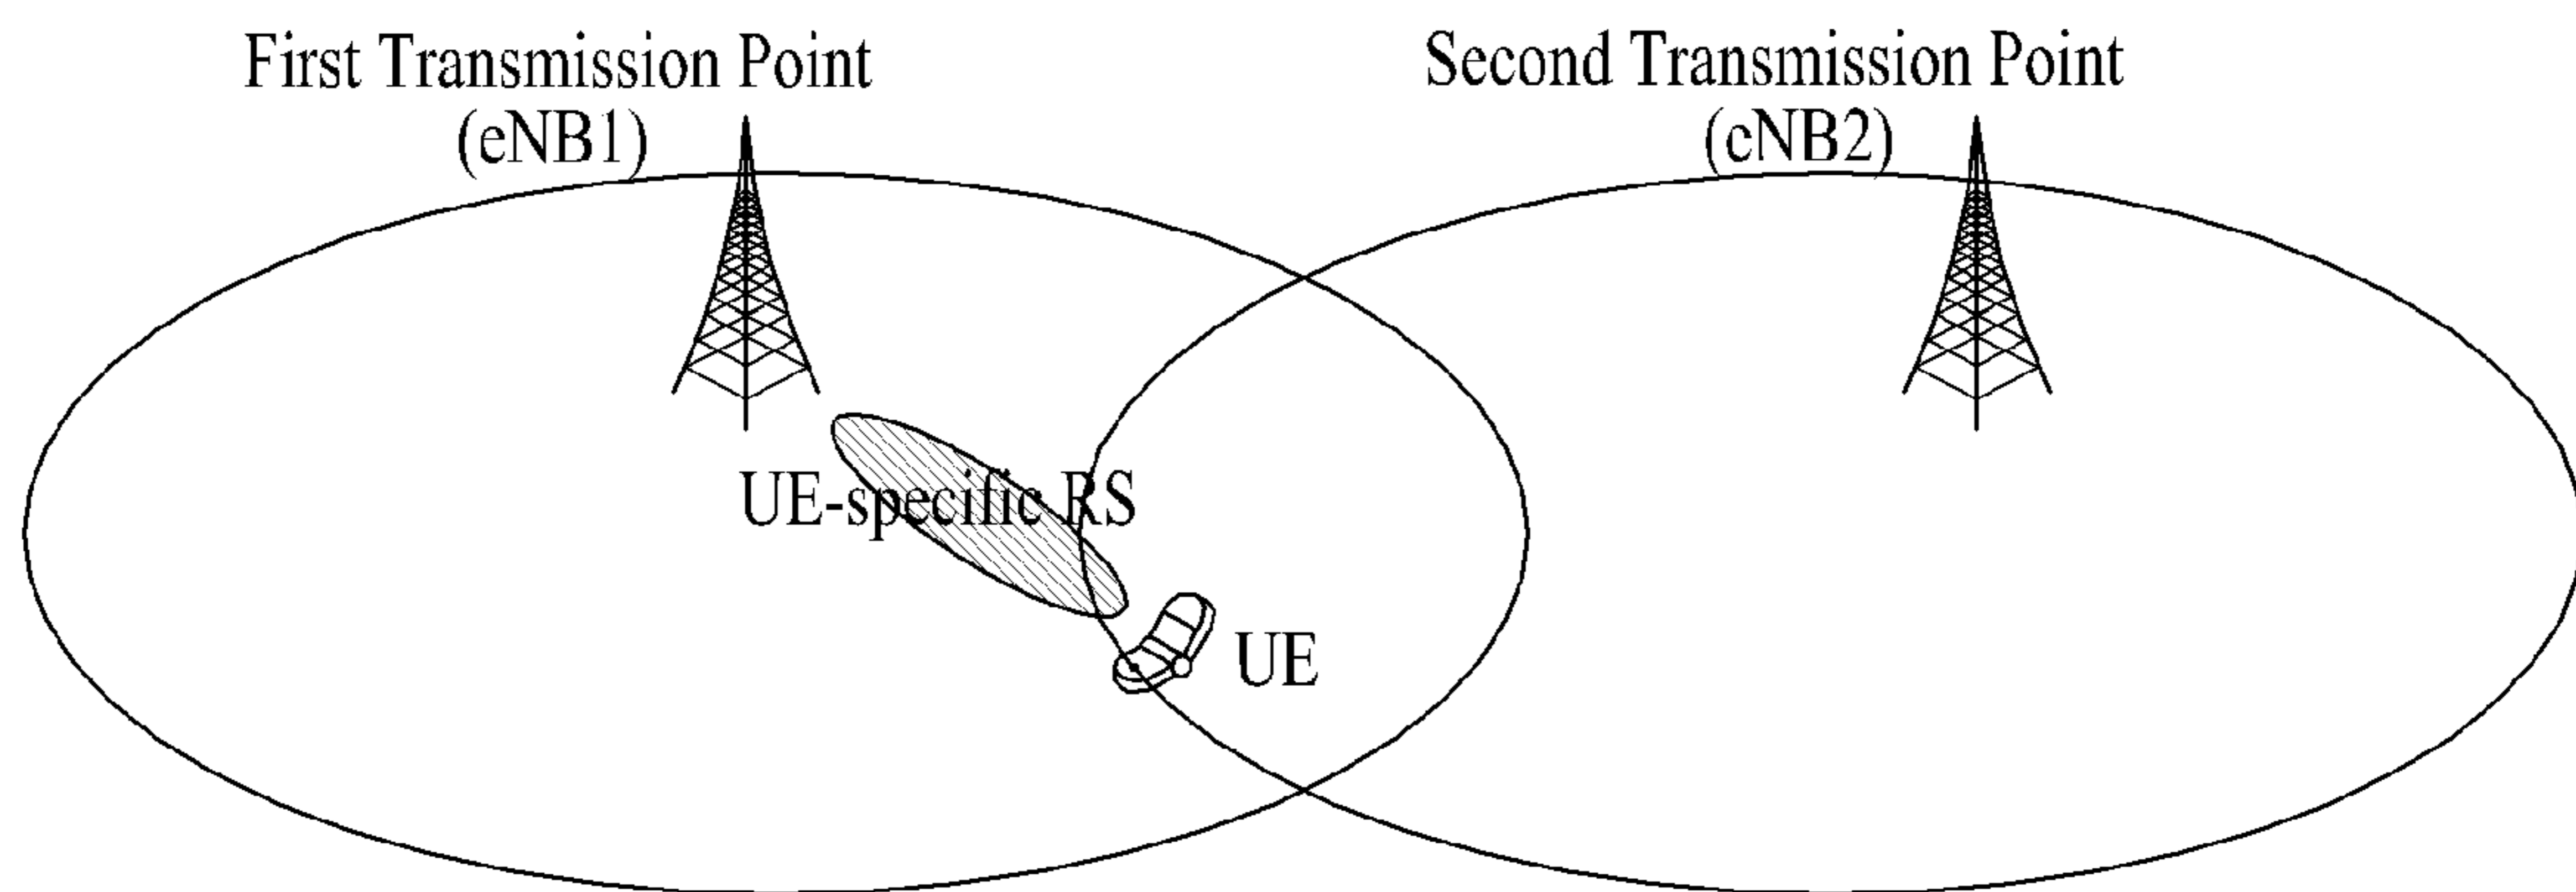 First Transmission Point
(eNB1)
Second Transmission Point
(cNB2)
UE-specific RS
UE